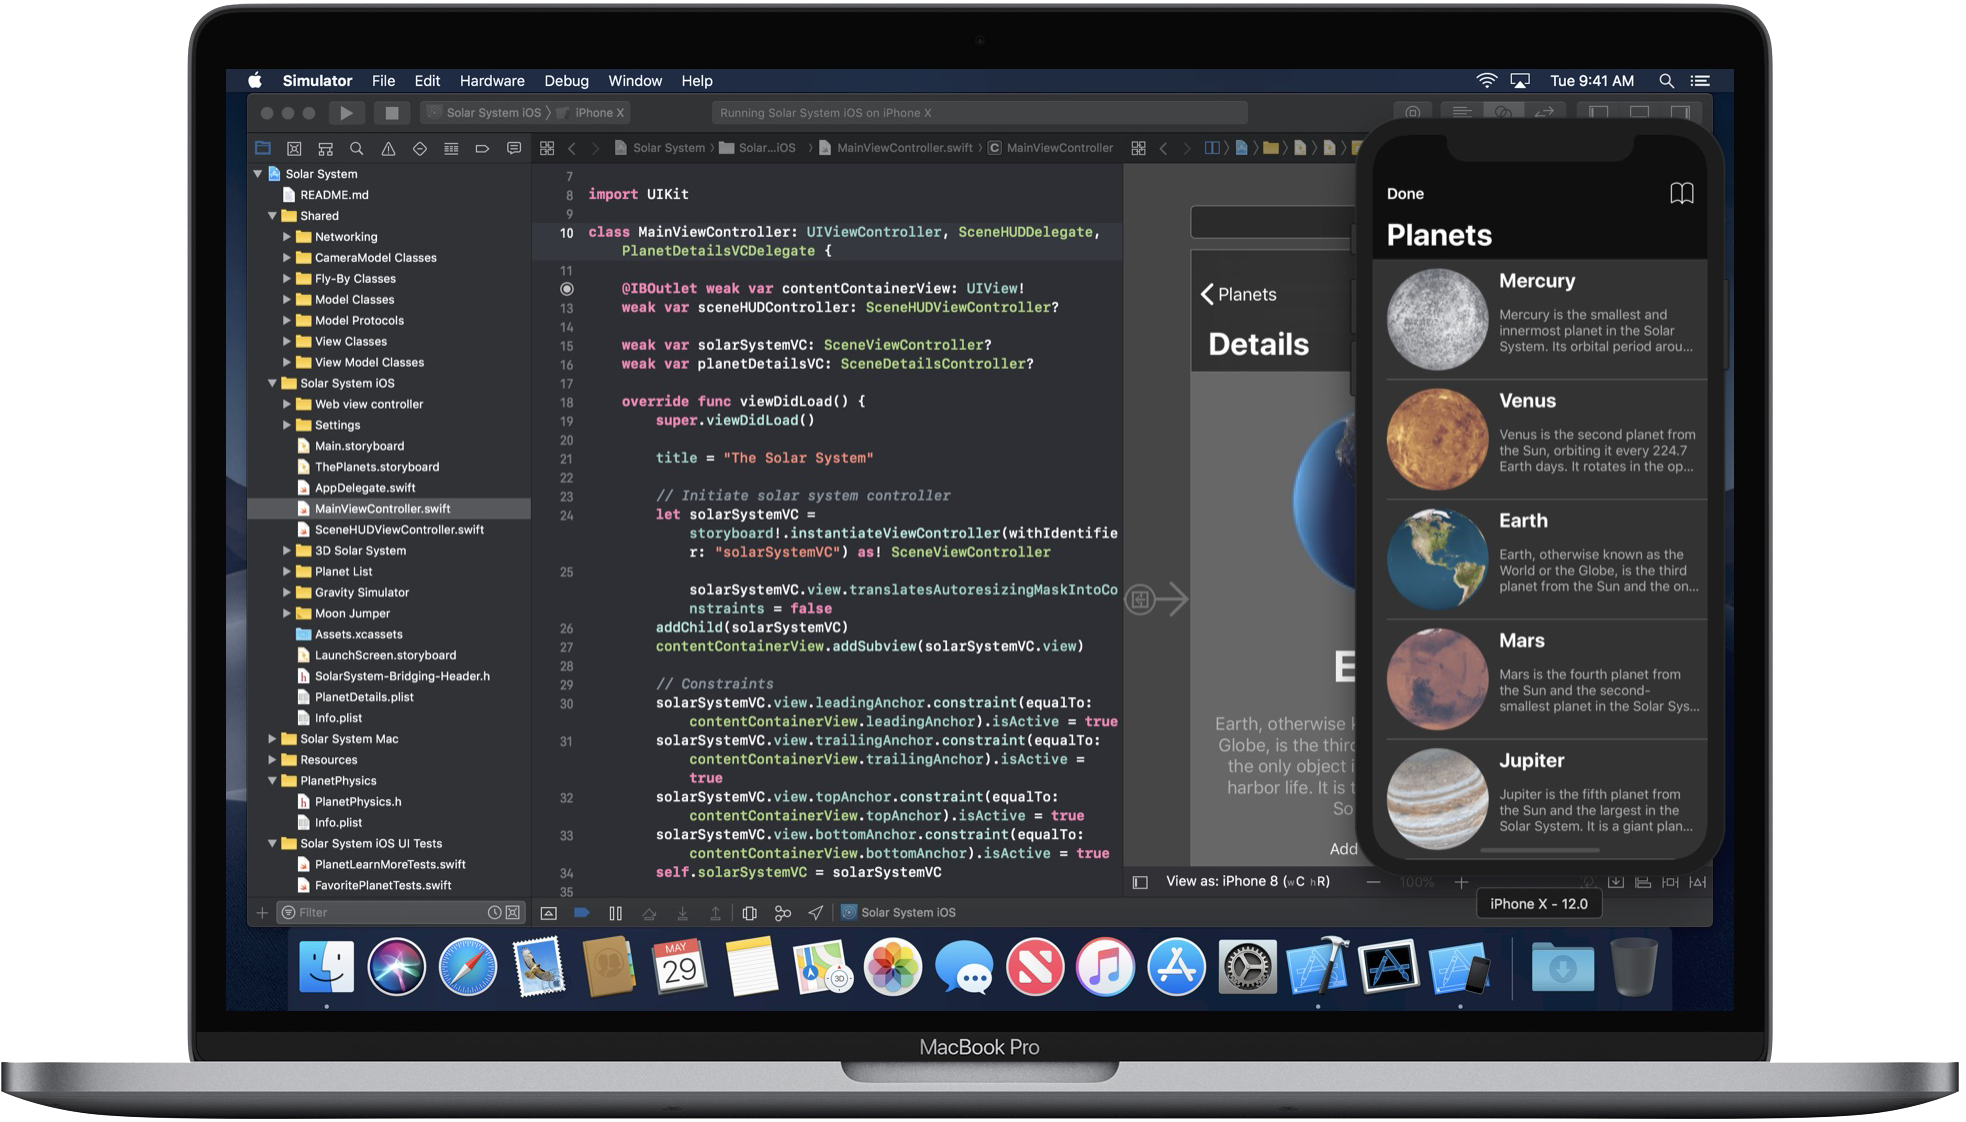 Simulator File Edit Hardware Debug Window Help
Tue 9:41 AM
Solar System iOS iPhone X
Running Solar System iOS on iPhone X
Solar System Solar...iOS MainViewController.swift C MainViewController
Solar System
README.md
Shared
Networking
CameraModel Classes
Fly-By Classes
Model Classes
Model Protocols
View Classes
View Model Classes
Solar System iOS
Web view controller
Settings
Main.storyboard
ThePlanets.storyboard
AppDelegate.swift
MainViewController.swift
SceneHUDViewController.swift
3D Solar System
Planet List
Gravity Simulator
Moon Jumper
Assets.xcassets
LaunchScreen.storyboard
SolarSystem-Bridging-Header.h
PlanetDetails.plist
Info.plist
Solar System Mac
Resources
PlanetPhysics
PlanetPhysics.h
Info.plist
Solar System iOS UI Tests
PlanetLearnMoreTests.swift
FavoritePlanetTests.swift
Filter
7
8 import UIKit
9
10 class MainViewController: UIViewController, SceneHUDDelegate,
PlanetDetailsVCDelegate {
11
@IBOutlet weak var contentContainerView: UIView!
13 weak var sceneHUDController: SceneHUDViewController?
14
15 weak var solarSystemVC: SceneViewController?
16 weak var planetDetailsVC: SceneDetailsController?
17
18 override func viewDidLoad() {
19 super.viewDidLoad()
20
21 title = "The Solar System"
22
23 // Initiate solar system controller
24 let solarSystemVC =
storyboard!.instantiateViewController(withIdentifie
r: "solarSystemVC") as! SceneViewController
25
solarSystemVC.view.translatesAutoresizingMaskIntoCo
nstraints = false
26 addChild(solarSystemVC)
27 contentContainerView.addSubview(solarSystemVC.view)
28
29 // Constraints
30 solarSystemVC.view.leadingAnchor.constraint(equalTo:
contentContainerView.leadingAnchor).isActive = true
31 solarSystemVC.view.trailingAnchor.constraint(equalTo:
contentContainerView.trailingAnchor).isActive =
true
32 solarSystemVC.view.topAnchor.constraint(equalTo:
contentContainerView.topAnchor).isActive = true
33 solarSystemVC.view.bottomAnchor.constraint(equalTo:
contentContainerView.bottomAnchor).isActive = true
34 self.solarSystemVC = solarSystemVC
35
Solar System iOS
Planets
Details
E
Earth, otherwise
Globe, is the third
the only object i
harbor life. It is
So
Add
View as: iPhone 8 (wC hR)
100%
Done
Planets
Mercury
Mercury is the smallest and
innermost planet in the Solar
System. Its orbital period arou...
Venus
Venus is the second planet from
the Sun, orbiting it every 224.7
Earth days. It rotates in the op...
Earth
Earth, otherwise known as the
World or the Globe, is the third
planet from the Sun and the on...
Mars
Mars is the fourth planet from
the Sun and the second-
smallest planet in the Solar Sys...
Jupiter
Jupiter is the fifth planet from
the Sun and the largest in the
Solar System. It is a giant plan...
iPhone X - 12.0
MAY
29
3D
MacBook Pro